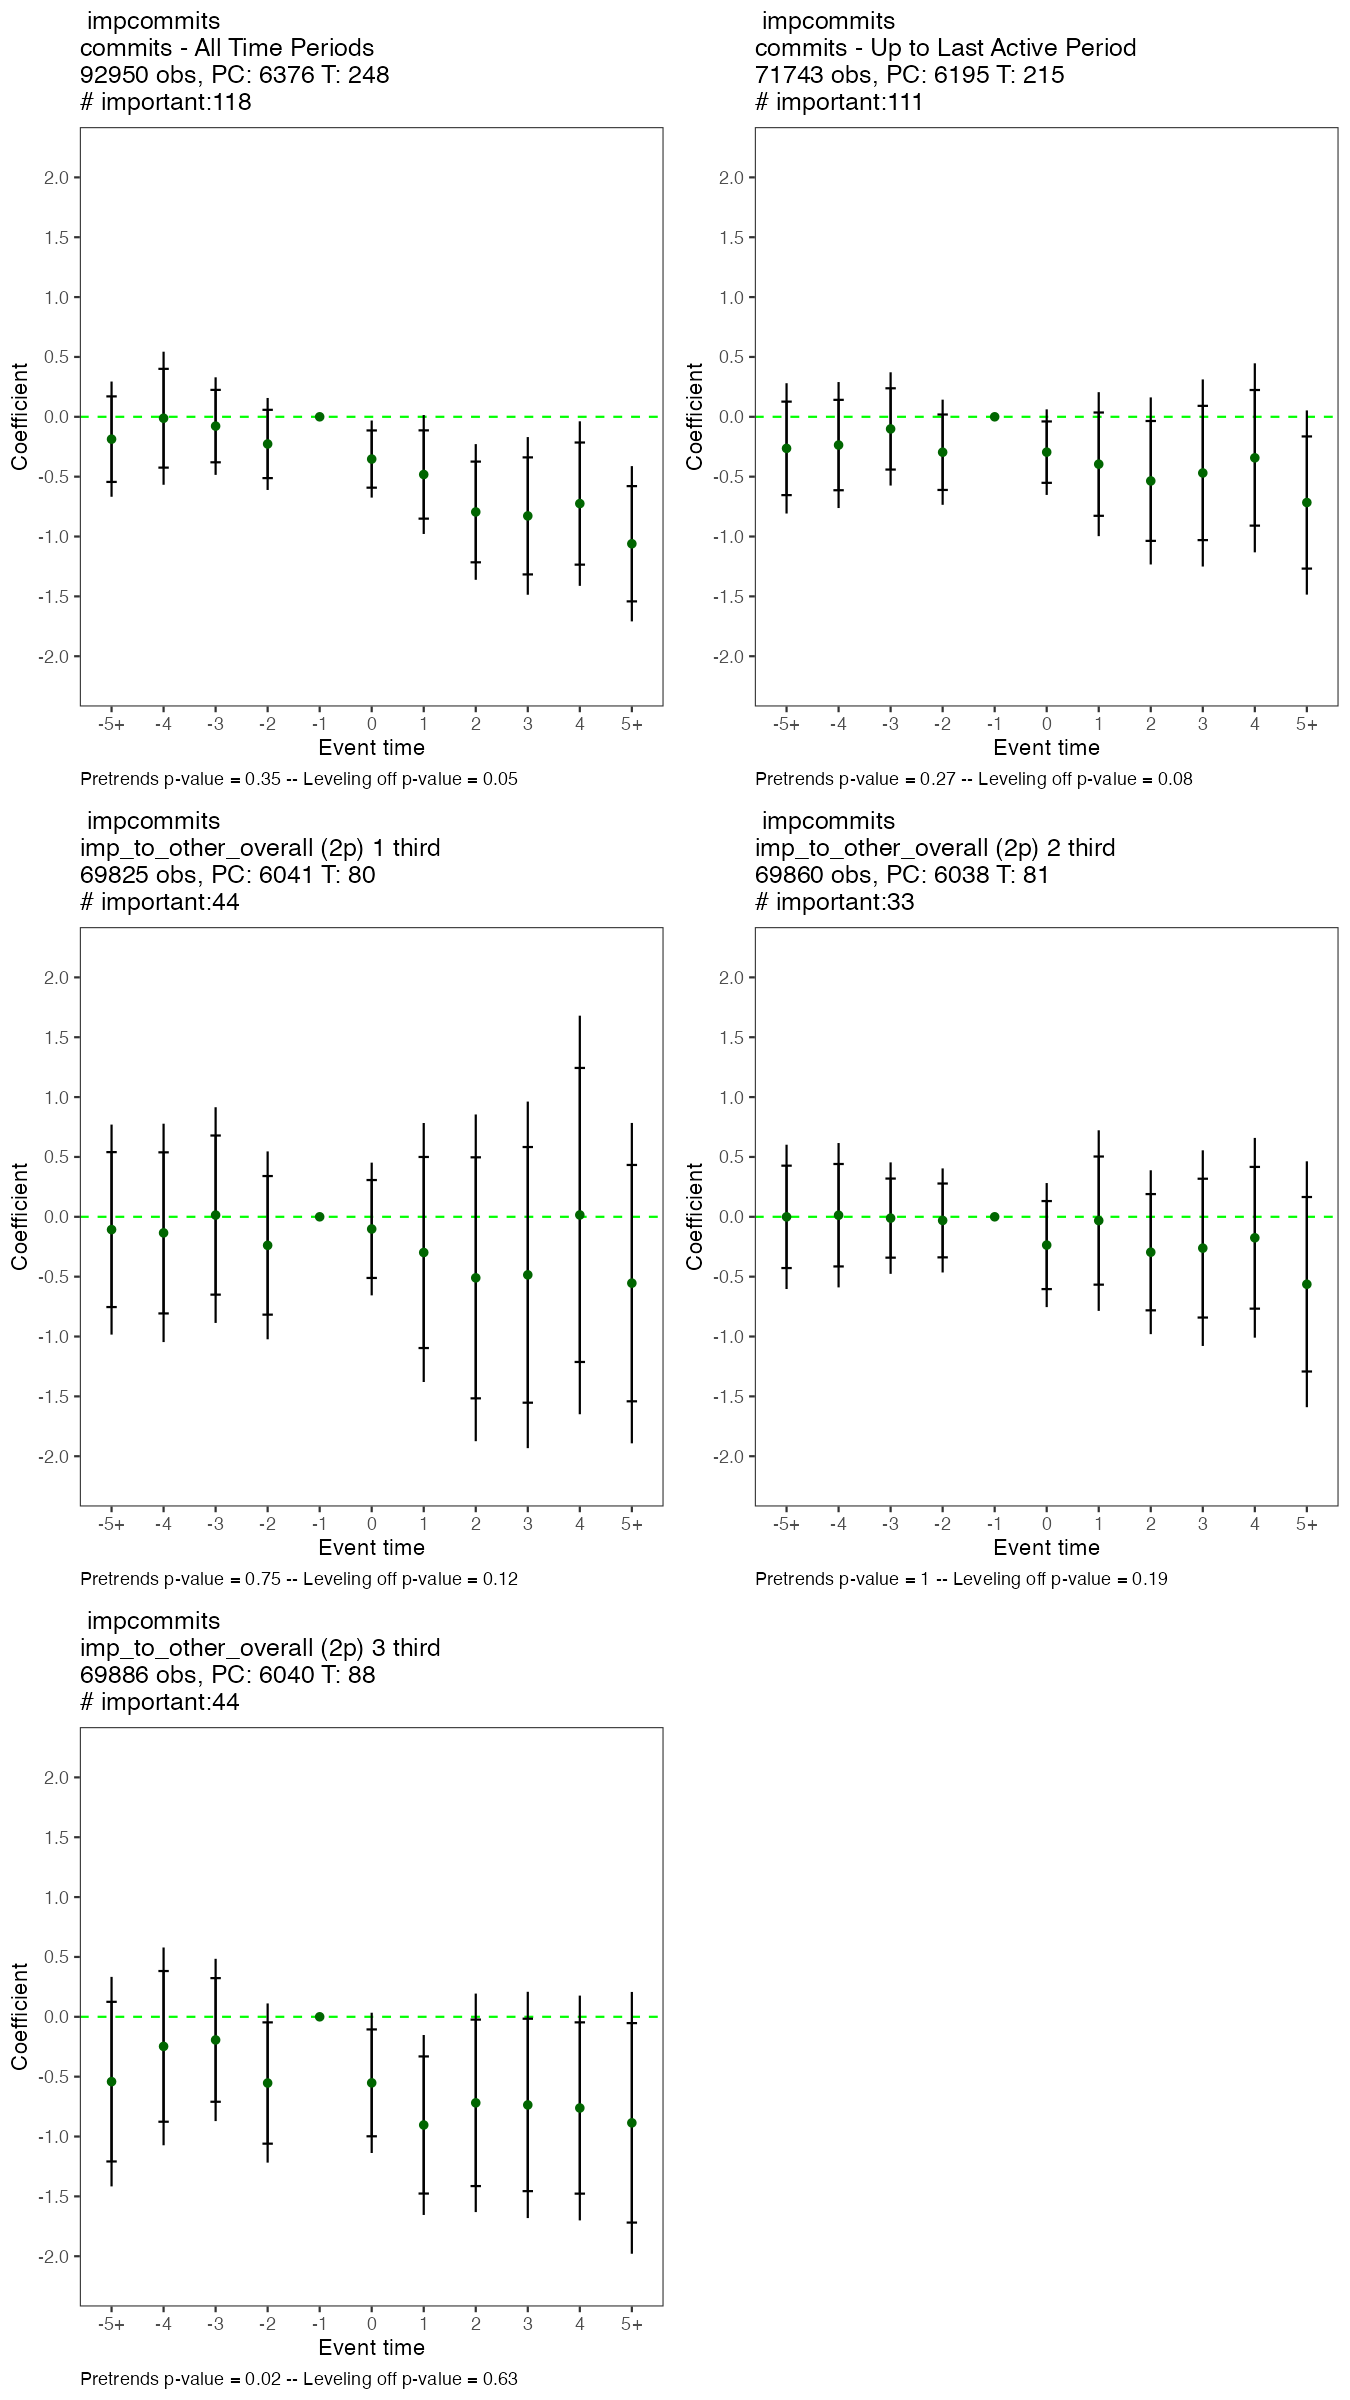 impcommits
commits - All Time Periods
92950 obs, PC: 6376 T: 248
# important:118
2.0
1.5
1.0
0.5
0.0
-0.5
-1.0
-1.5
-2.0
Coefficient
-5+ -4 -3 -2 -1 0 1 2 3 4 5+
Event time
Pretrends p-value = 0.35 -- Leveling off p-value = 0.05
impcommits
commits - Up to Last Active Period
71743 obs, PC: 6195 T: 215
# important:111
2.0
1.5
1.0
0.5
0.0
-0.5
-1.0
-1.5
-2.0
Coefficient
-5+ -4 -3 -2 -1 0 1 2 3 4 5+
Event time
Pretrends p-value = 0.27 -- Leveling off p-value = 0.08
impcommits
imp_to_other_overall (2p) 1 third
69825 obs, PC: 6041 T: 80
# important:44
2.0
1.5
1.0
0.5
0.0
-0.5
-1.0
-1.5
-2.0
Coefficient
-5+ -4 -3 -2 -1 0 1 2 3 4 5+
Event time
Pretrends p-value = 0.75 -- Leveling off p-value = 0.12
impcommits
imp_to_other_overall (2p) 2 third
69860 obs, PC: 6038 T: 81
# important:33
2.0
1.5
1.0
0.5
0.0
-0.5
-1.0
-1.5
-2.0
Coefficient
-5+ -4 -3 -2 -1 0 1 2 3 4 5+
Event time
Pretrends p-value = 1 -- Leveling off p-value = 0.19
impcommits
imp_to_other_overall (2p) 3 third
69886 obs, PC: 6040 T: 88
# important:44
2.0
1.5
1.0
0.5
0.0
-0.5
-1.0
-1.5
-2.0
Coefficient
-5+ -4 -3 -2 -1 0 1 2 3 4 5+
Event time
Pretrends p-value = 0.02 -- Leveling off p-value = 0.63